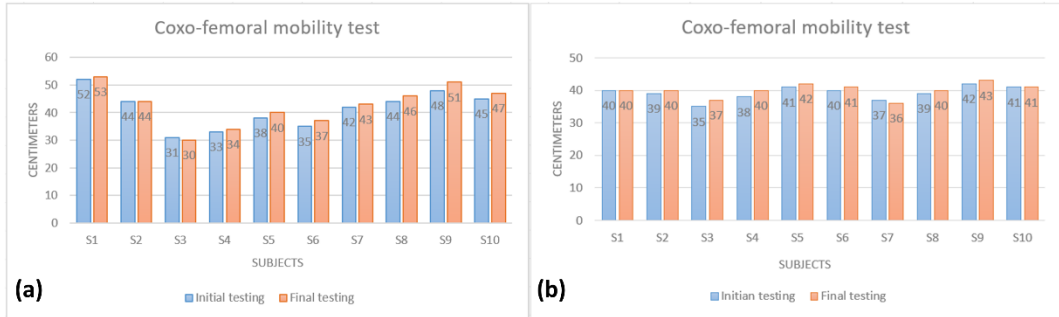 Coxo-femoral mobility test
60
50
40
30
20
10
0
CENTIMETERS
52 53 44 44 31 30 33 34 38 40 35 37 42 43 44 46 48 51 45 47
S1 S2 S3 S4 S5 S6 S7 S8 S9 S10
SUBJECTS
Initial testing Final testing
(a)
Coxo-femoral mobility test
50
40
30
20
10
0
CENTIMETERS
40 40 39 40 35 37 38 40 41 42 40 41 37 36 39 40 42 43 41 41
S1 S2 S3 S4 S5 S6 S7 S8 S9 S10
SUBJECTS
Initian testing Final testing
(b)